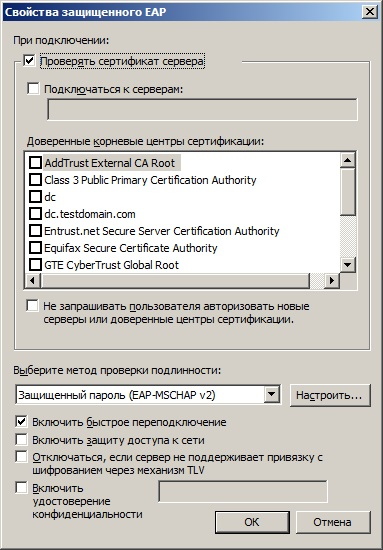 Свойства защищенного EAP
При подключении:
Проверять сертификат сервера
Подключаться к серверам:
Доверенные корневые центры сертификации:
AddTrust External CA Root
Class 3 Public Primary Certification Authority
dc
dc.testdomain.com
Entrust.net Secure Server Certification Authority
Equifax Secure Certificate Authority
GTE CyberTrust Global Root
Не запрашивать пользователя авторизовать новые
серверы или доверенные центры сертификации.
Выберите метод проверки подлинности:
Защищенный пароль (EAP-MSCHAP v2)
Настроить...
Включить быстрое переподключение
Включить защиту доступа к сети
Отключаться, если сервер не поддерживает привязку с
шифрованием через механизм TLV
Включить
удостоверение
конфиденциальности
ОК
Отмена